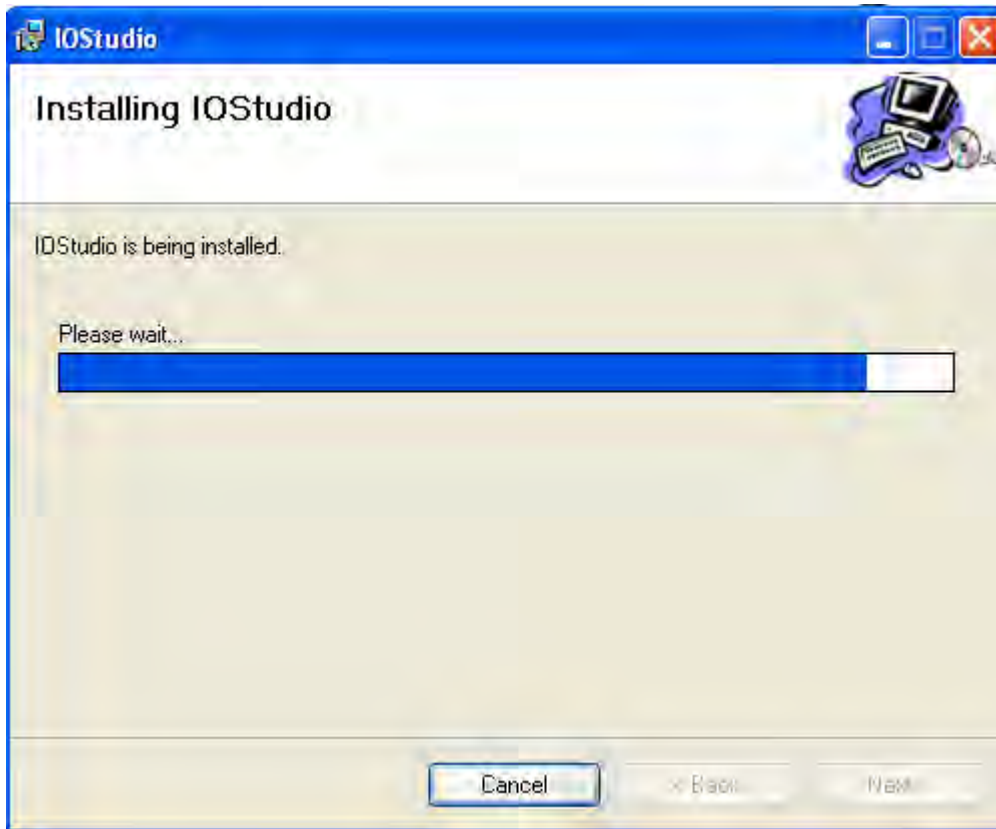 IOStudio
Installing IOStudio
IOStudio is being installed.
Please wait...
Cancel
< Back
Next